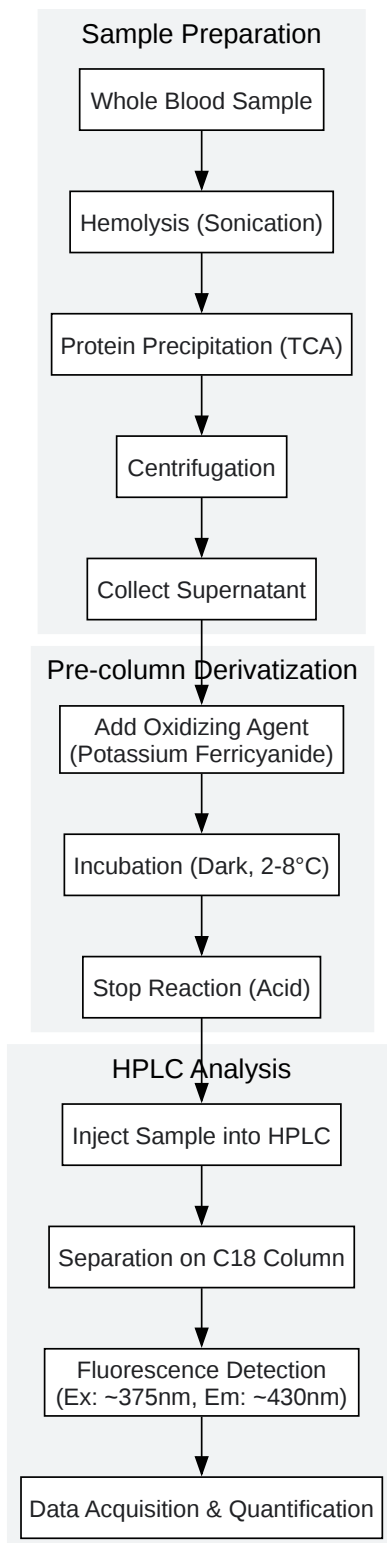 Sample Preparation
Whole Blood Sample
Hemolysis (Sonication)
Protein Precipitation (TCA)
Centrifugation
Collect Supernatant
Pre-column Derivatization
Add Oxidizing Agent
(Potassium Ferricyanide)
Incubation (Dark, 2-8°C)
Stop Reaction (Acid)
HPLC Analysis
Inject Sample into HPLC
Separation on C18 Column
Fluorescence Detection
(Ex: ~375nm, Em: ~430nm)
Data Acquisition & Quantification